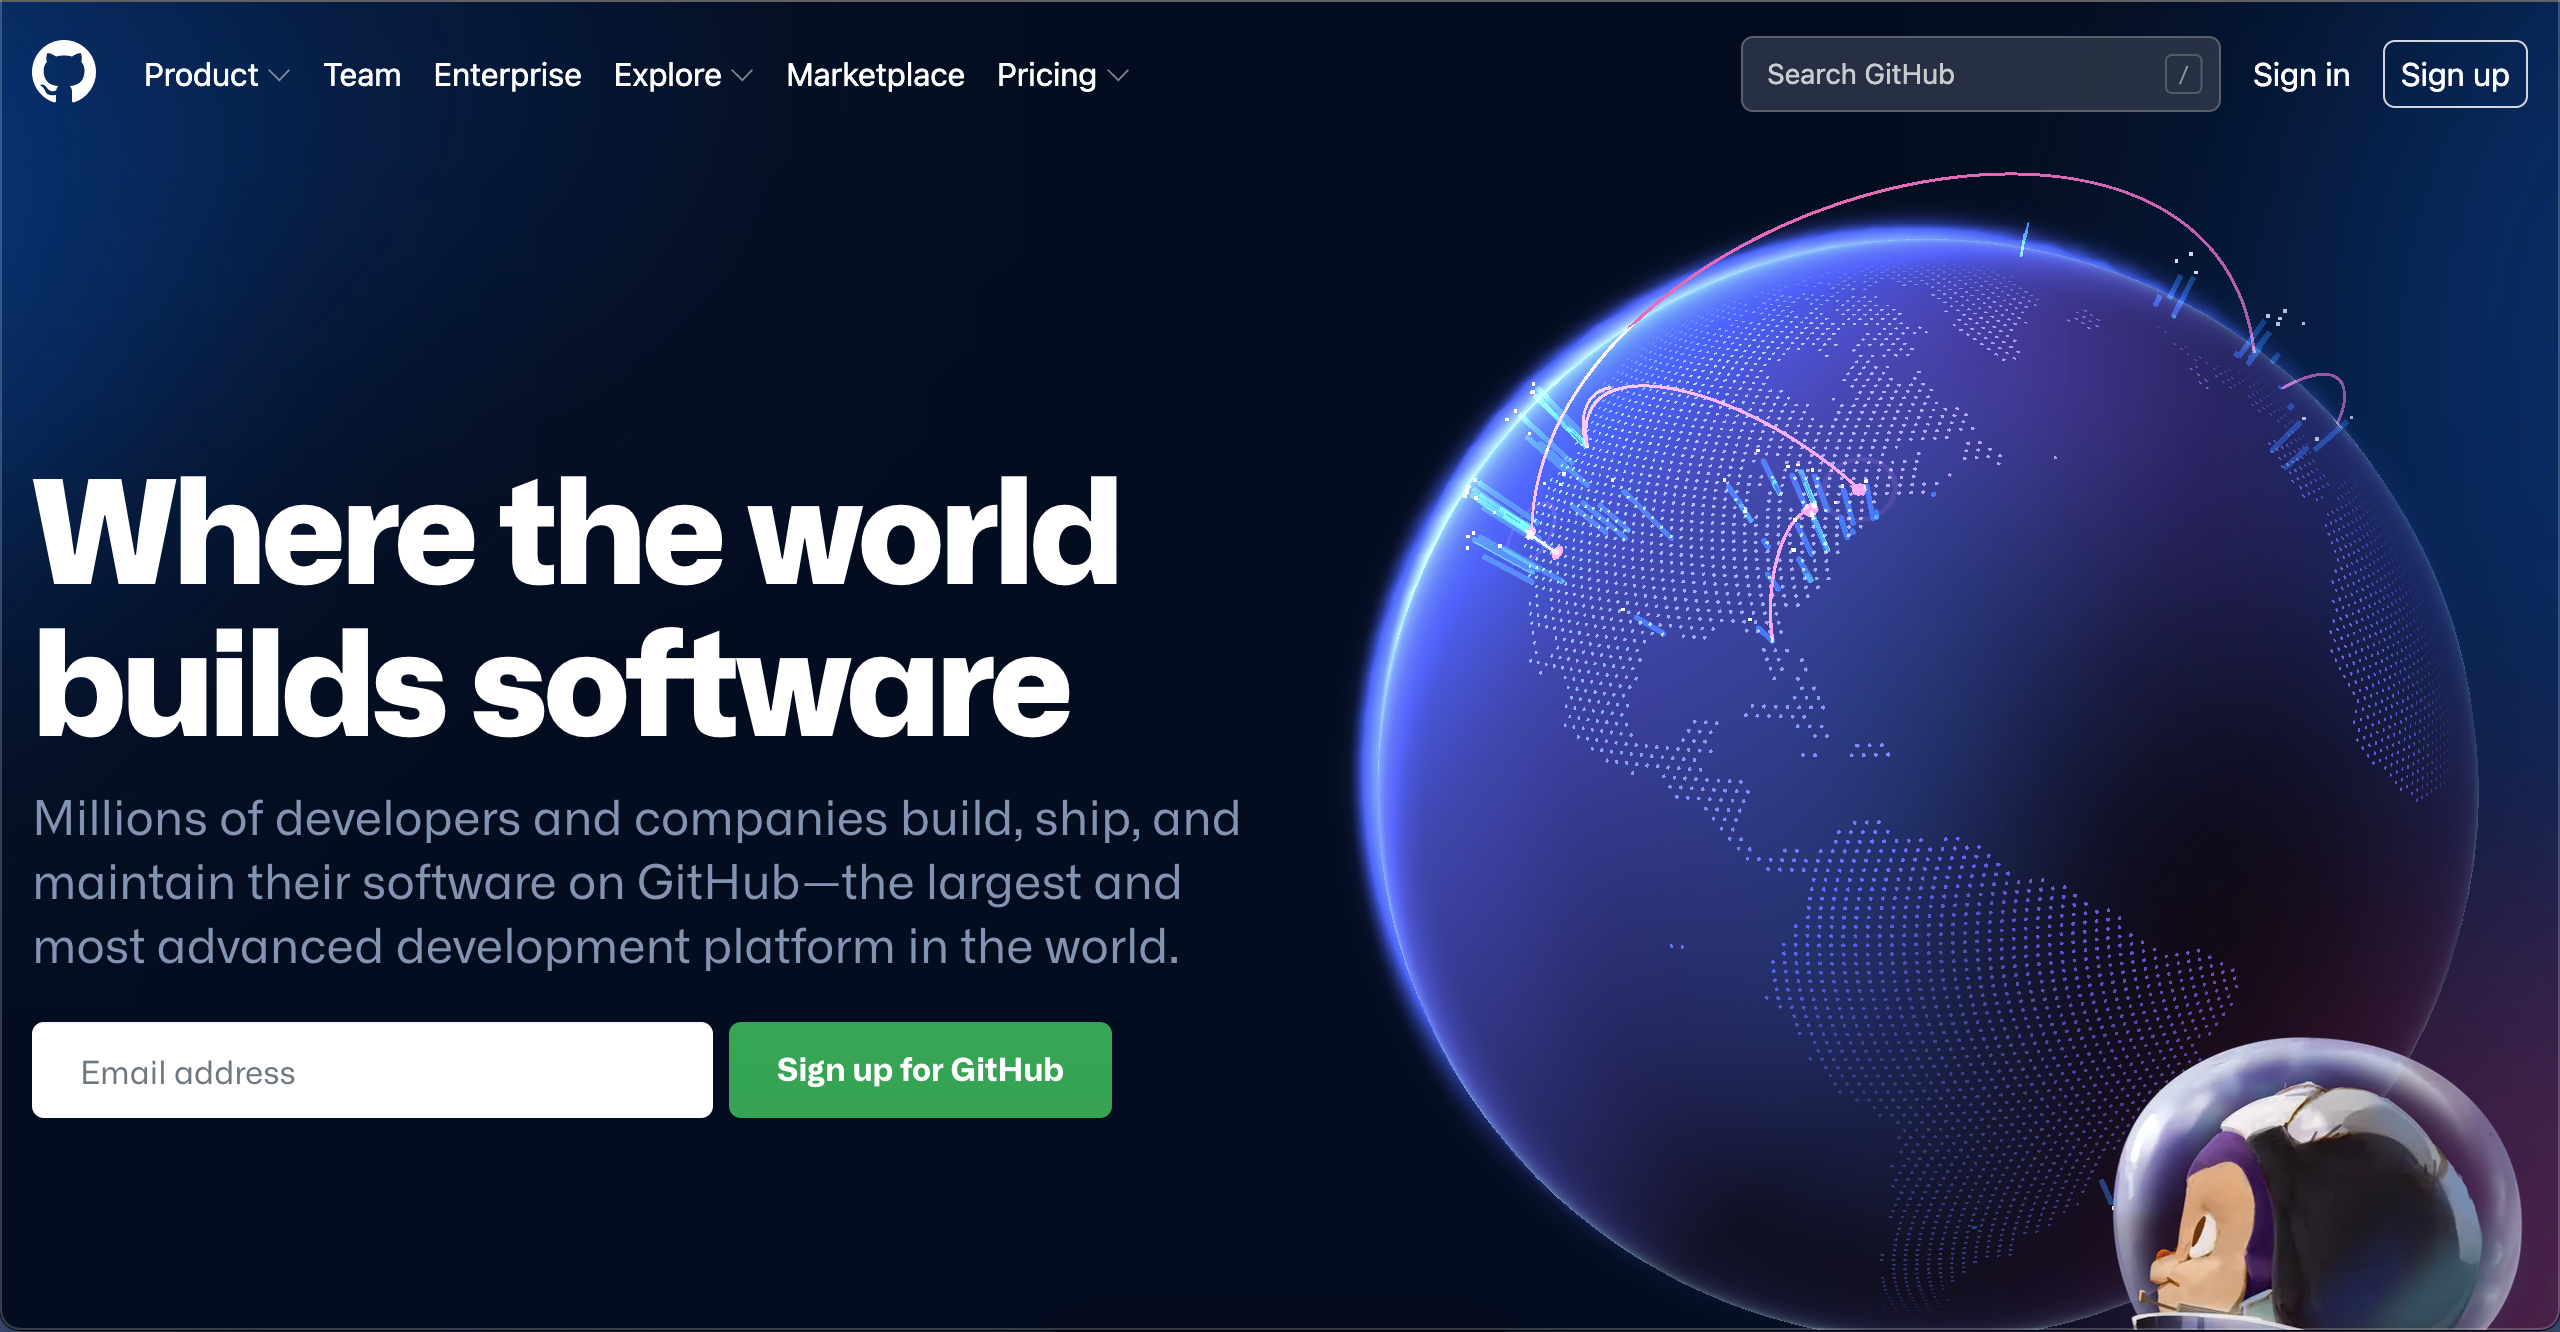 Product
Team
Enterprise
Explore
Marketplace
Pricing
Search GitHub
/
Sign in
Sign up
Where the world
builds software
Millions of developers and companies build, ship, and
maintain their software on GitHub—the largest and
most advanced development platform in the world.
Email address
Sign up for GitHub